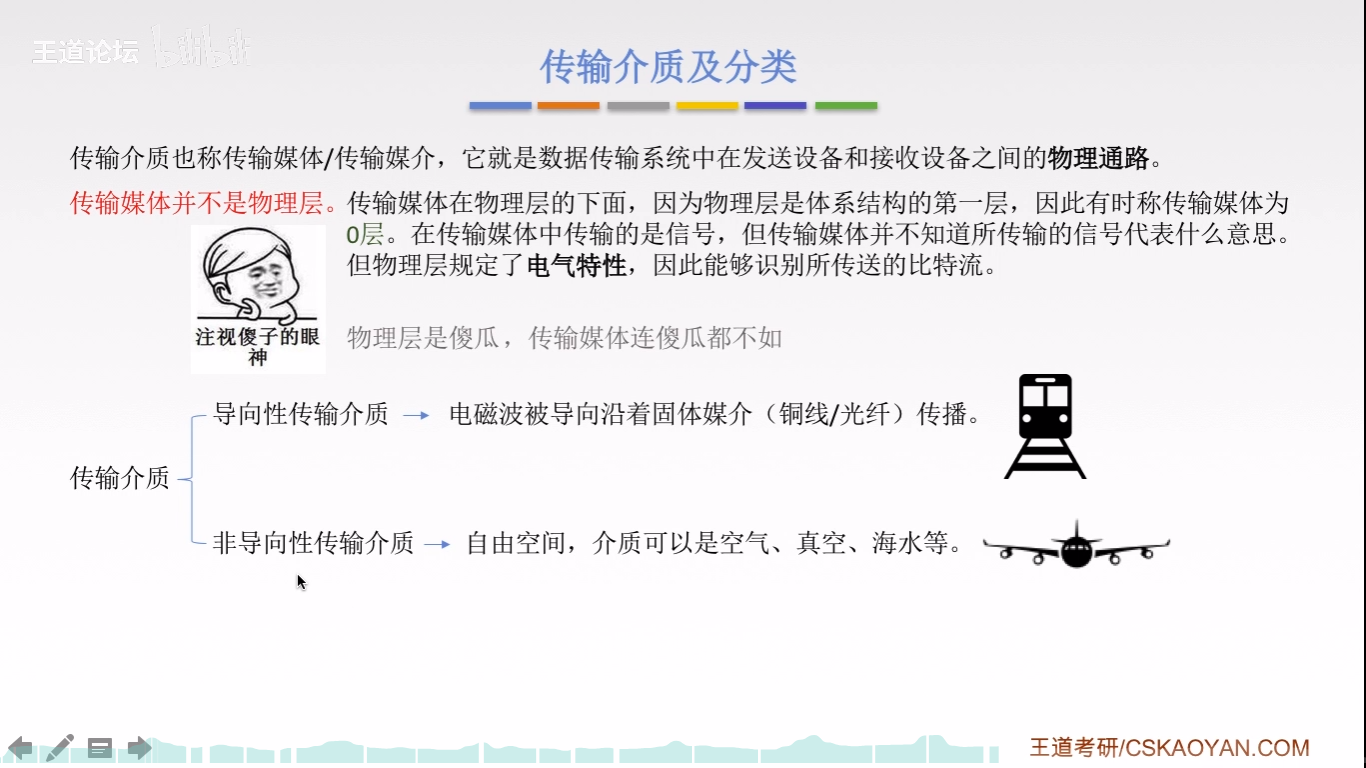 王道论坛 bilibili
传输介质及分类
传输介质也称传输媒体/传输媒介，它就是数据传输系统中在发送设备和接收设备之间的物理通路。
传输媒体并不是物理层。传输媒体在物理层的下面，因为物理层是体系结构的第一层，因此有时称传输媒体为
0层。在传输媒体中传输的是信号，但传输媒体并不知道所传输的信号代表什么意思。
但物理层规定了电气特性，因此能够识别所传送的比特流。
注视傻子的眼
神
物理层是傻瓜，传输媒体连傻瓜都不如
导向性传输介质 → 电磁波被导向沿着固体媒介（铜线/光纤）传播。
传输介质
非导向性传输介质 → 自由空间，介质可以是空气、真空、海水等。
王道考研/CSKAOYAN.COM